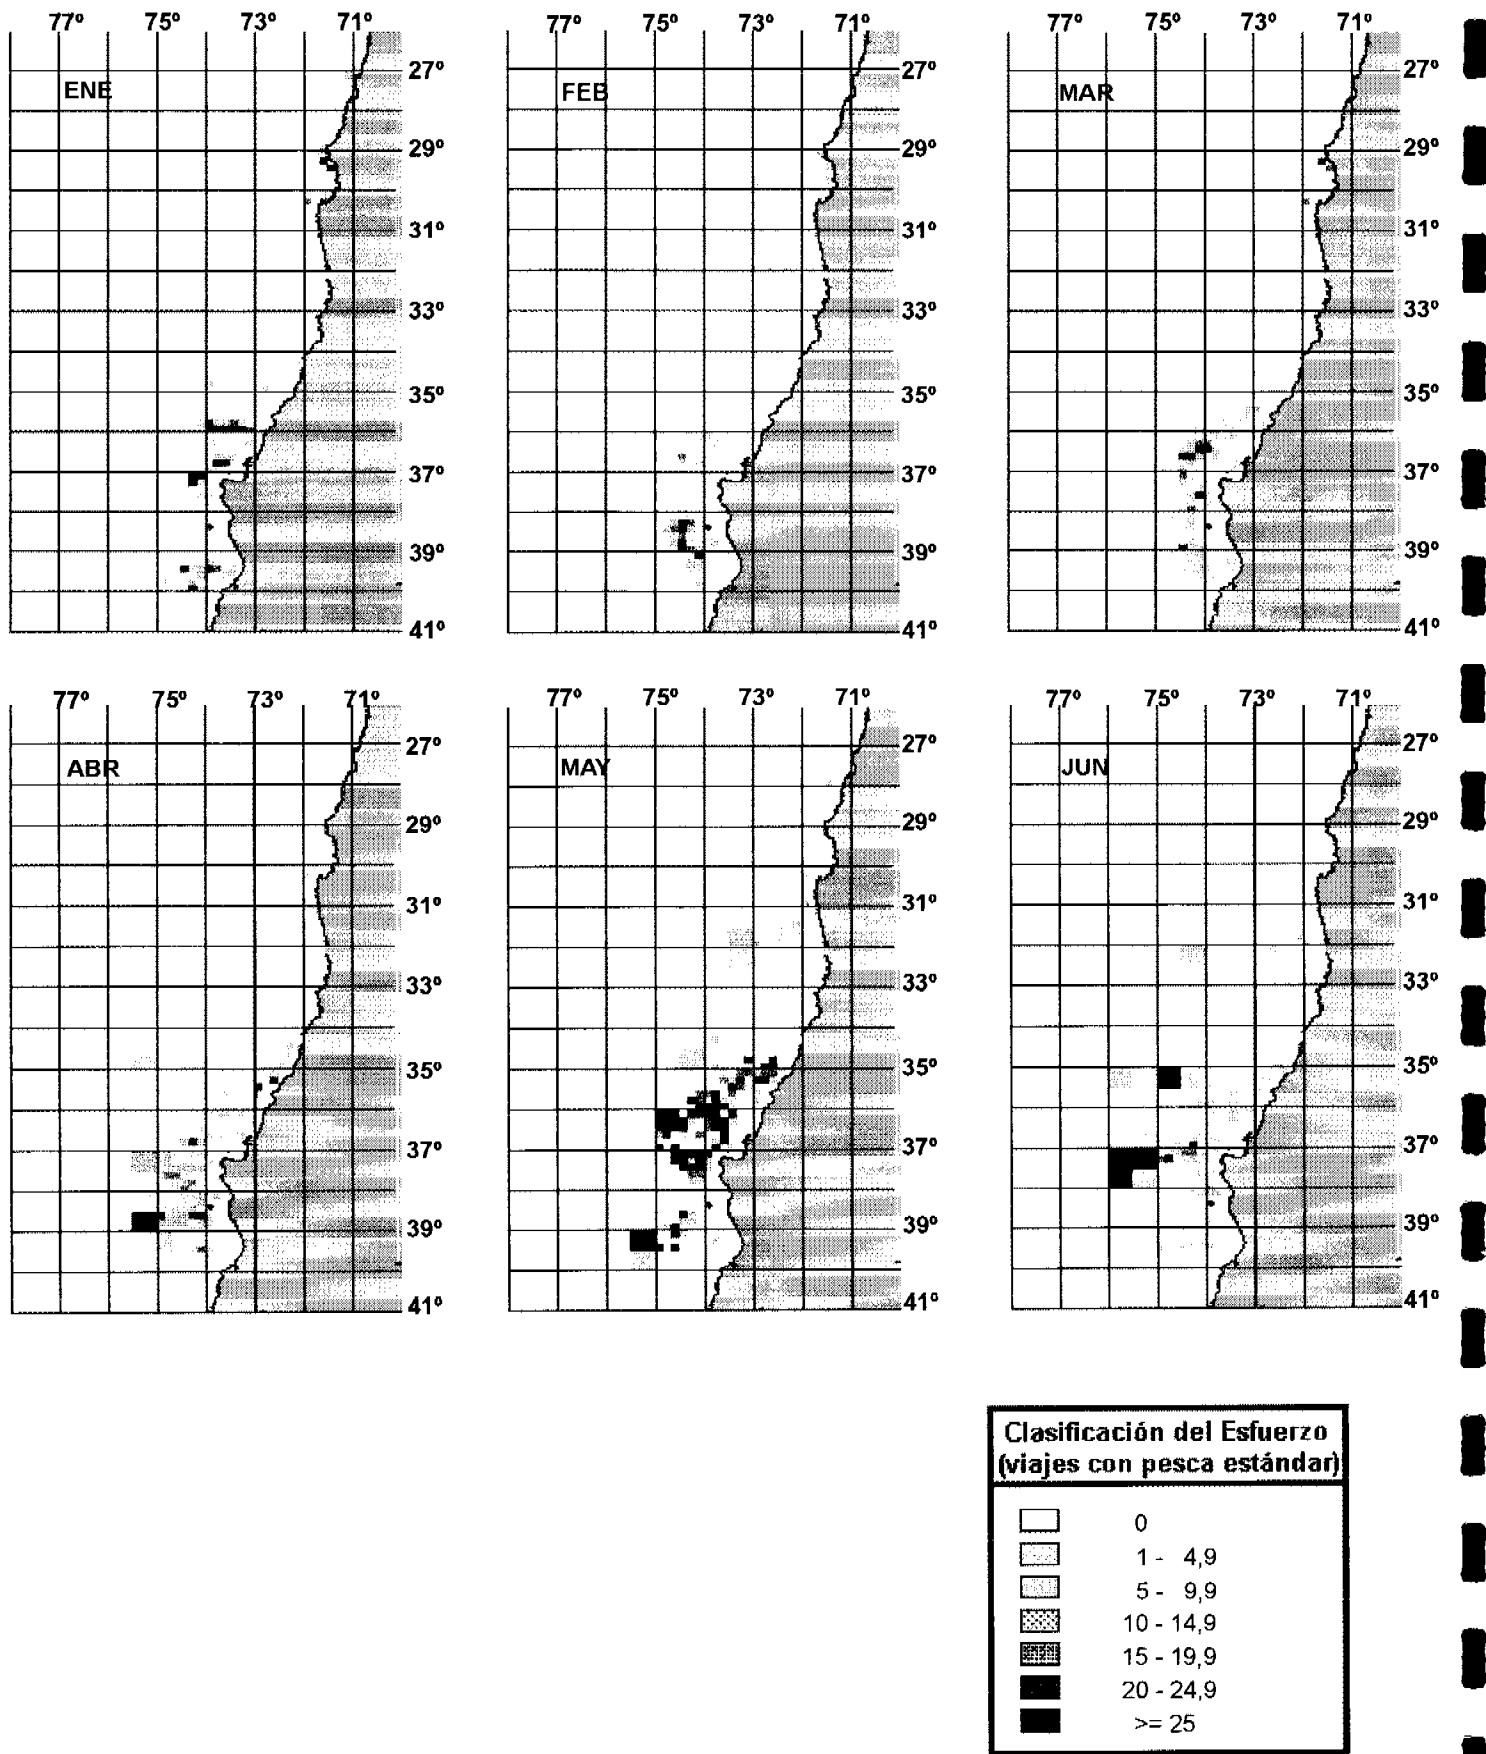 77º 75º 73º 71º
ENE
27º
29º
31º
33º
35º
37º
39º
41º
77º 75º 73º 71º
FEB
27º
29º
31º
33º
35º
37º
39º
41º
77º 75º 73º 71º
MAR
27º
29º
31º
33º
35º
37º
39º
41º
77º 75º 73º 71º
ABR
27º
29º
31º
33º
35º
37º
39º
41º
77º 75º 73º 71º
MAY
27º
29º
31º
33º
35º
37º
39º
41º
77º 75º 73º 71º
JUN
27º
29º
31º
33º
35º
37º
39º
41º
Clasificación del Esfuerzo
(viajes con pesca estándar)
0
1 - 4,9
5 - 9,9
10 - 14,9
15 - 19,9
20 - 24,9
>= 25